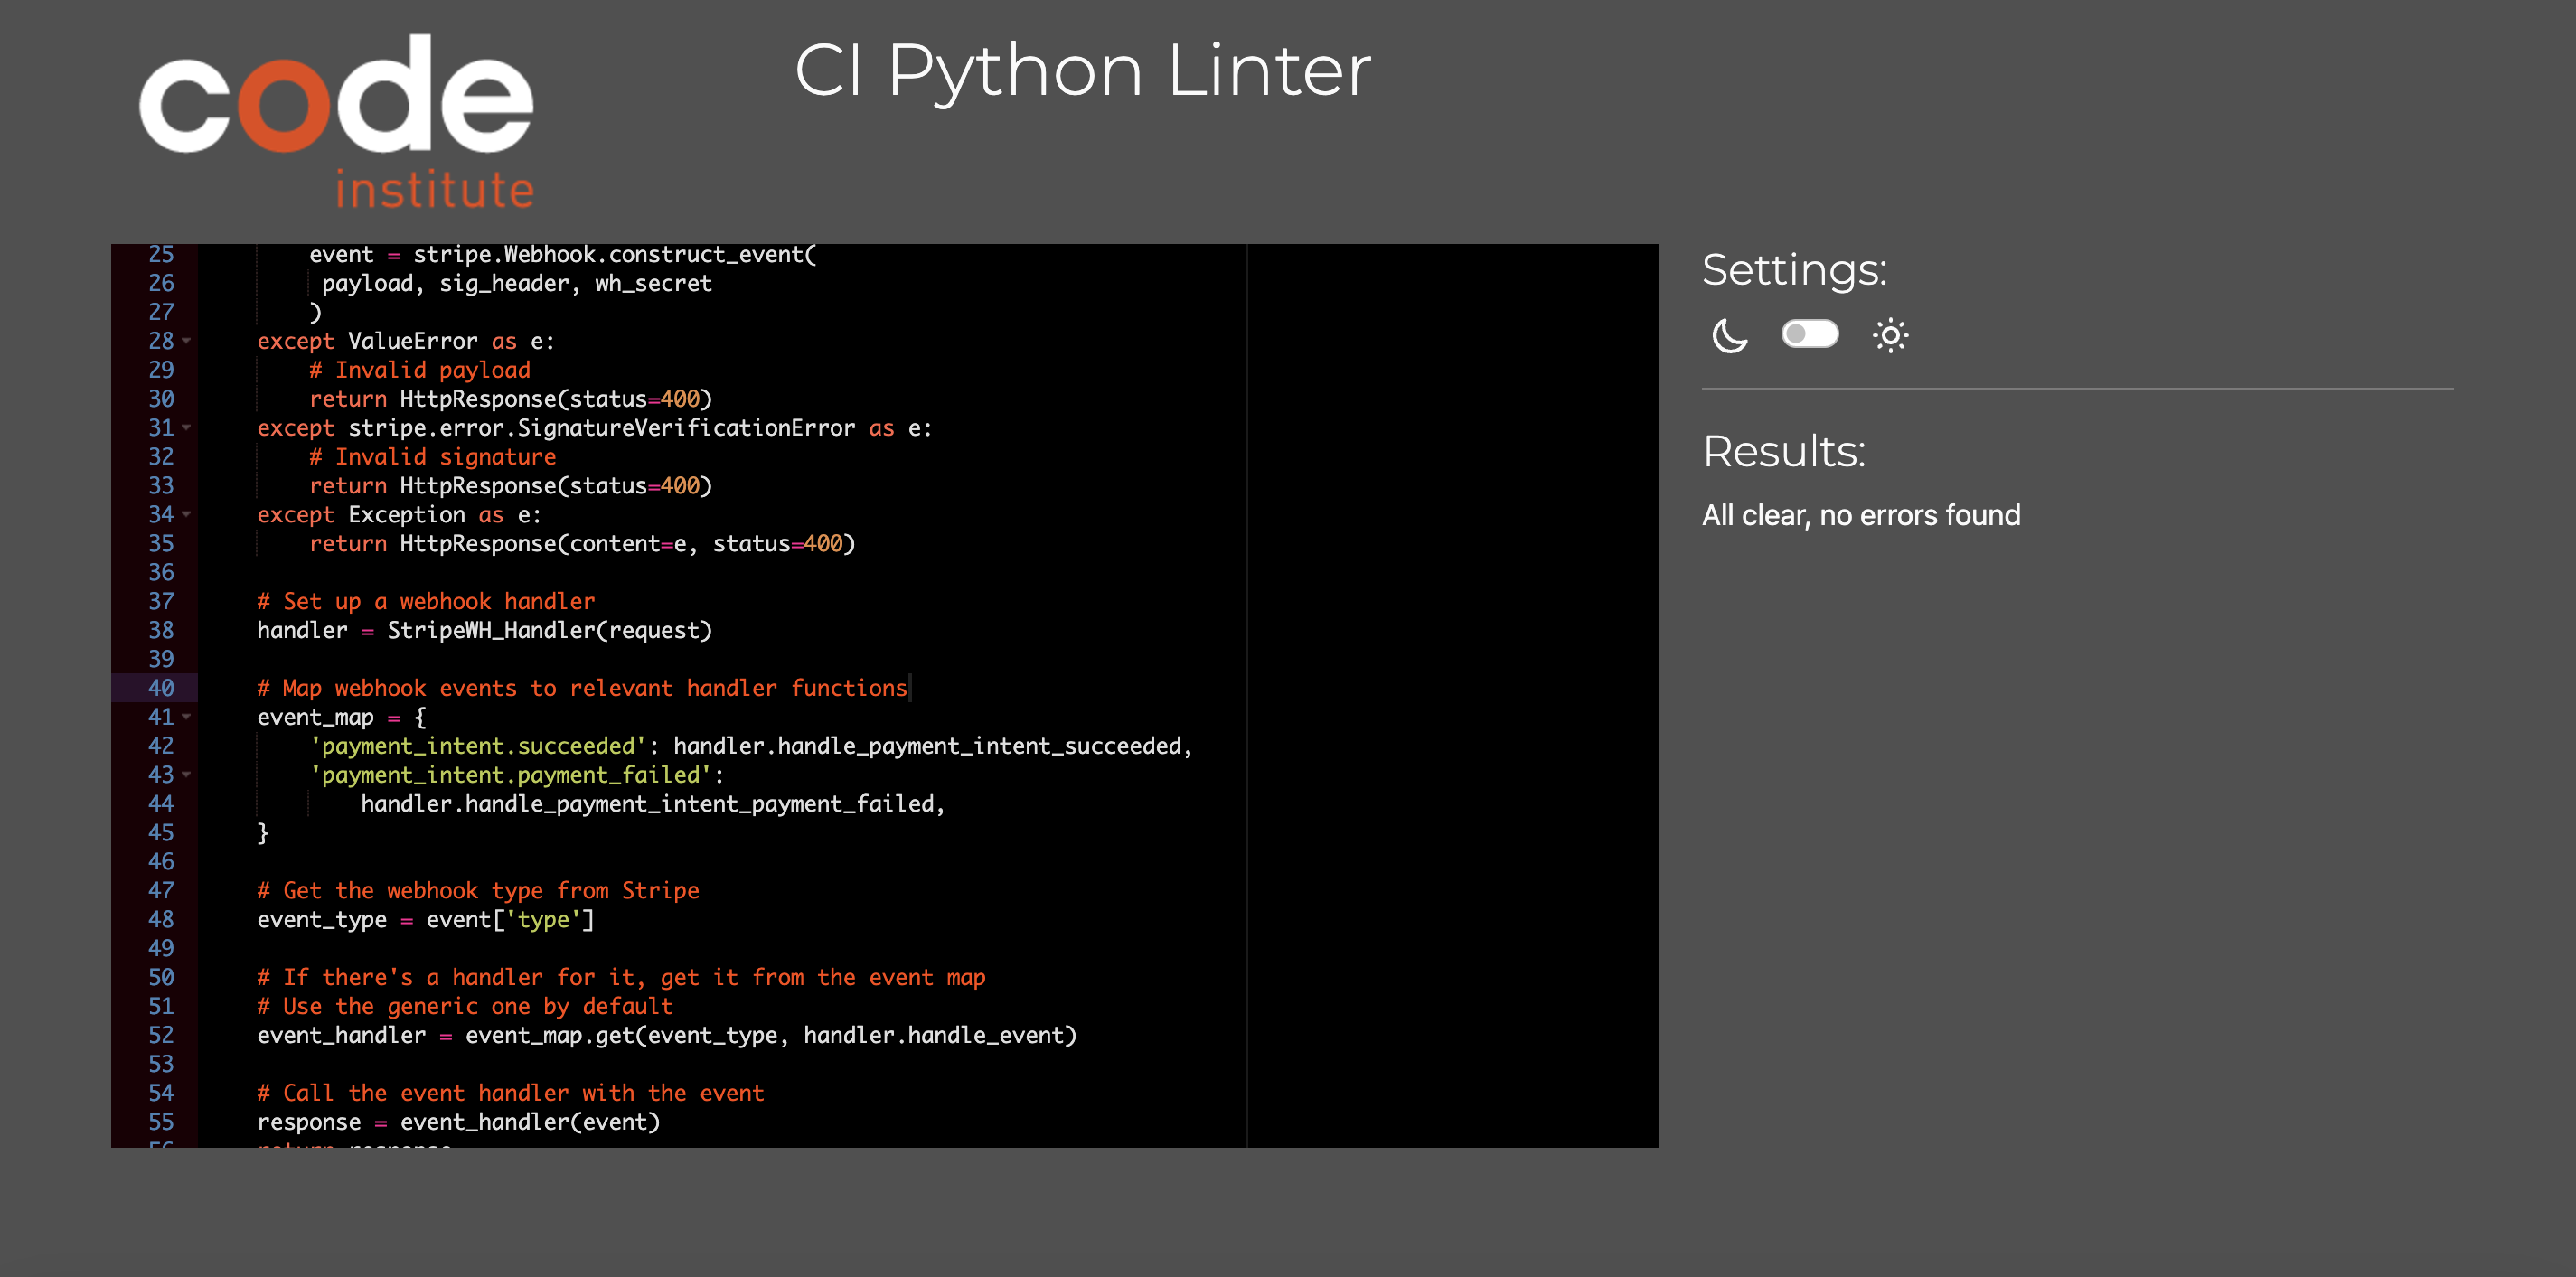 code
institute
CI Python Linter
25 event = stripe.Webhook.construct_event(
26 payload, sig_header, wh_secret
27 )
28 except ValueError as e:
29 # Invalid payload
30 return HttpResponse(status=400)
31 except stripe.error.SignatureVerificationError as e:
32 # Invalid signature
33 return HttpResponse(status=400)
34 except Exception as e:
35 return HttpResponse(content=e, status=400)
36
37 # Set up a webhook handler
38 handler = StripeWH_Handler(request)
39
40 # Map webhook events to relevant handler functions
41 event_map = {
42 'payment_intent.succeeded': handler.handle_payment_intent_succeeded,
43 'payment_intent.payment_failed':
44 handler.handle_payment_intent_payment_failed,
45 }
46
47 # Get the webhook type from Stripe
48 event_type = event['type']
49
50 # If there's a handler for it, get it from the event map
51 # Use the generic one by default
52 event_handler = event_map.get(event_type, handler.handle_event)
53
54 # Call the event handler with the event
55 response = event_handler(event)
56 return response
Settings:
Results:
All clear, no errors found